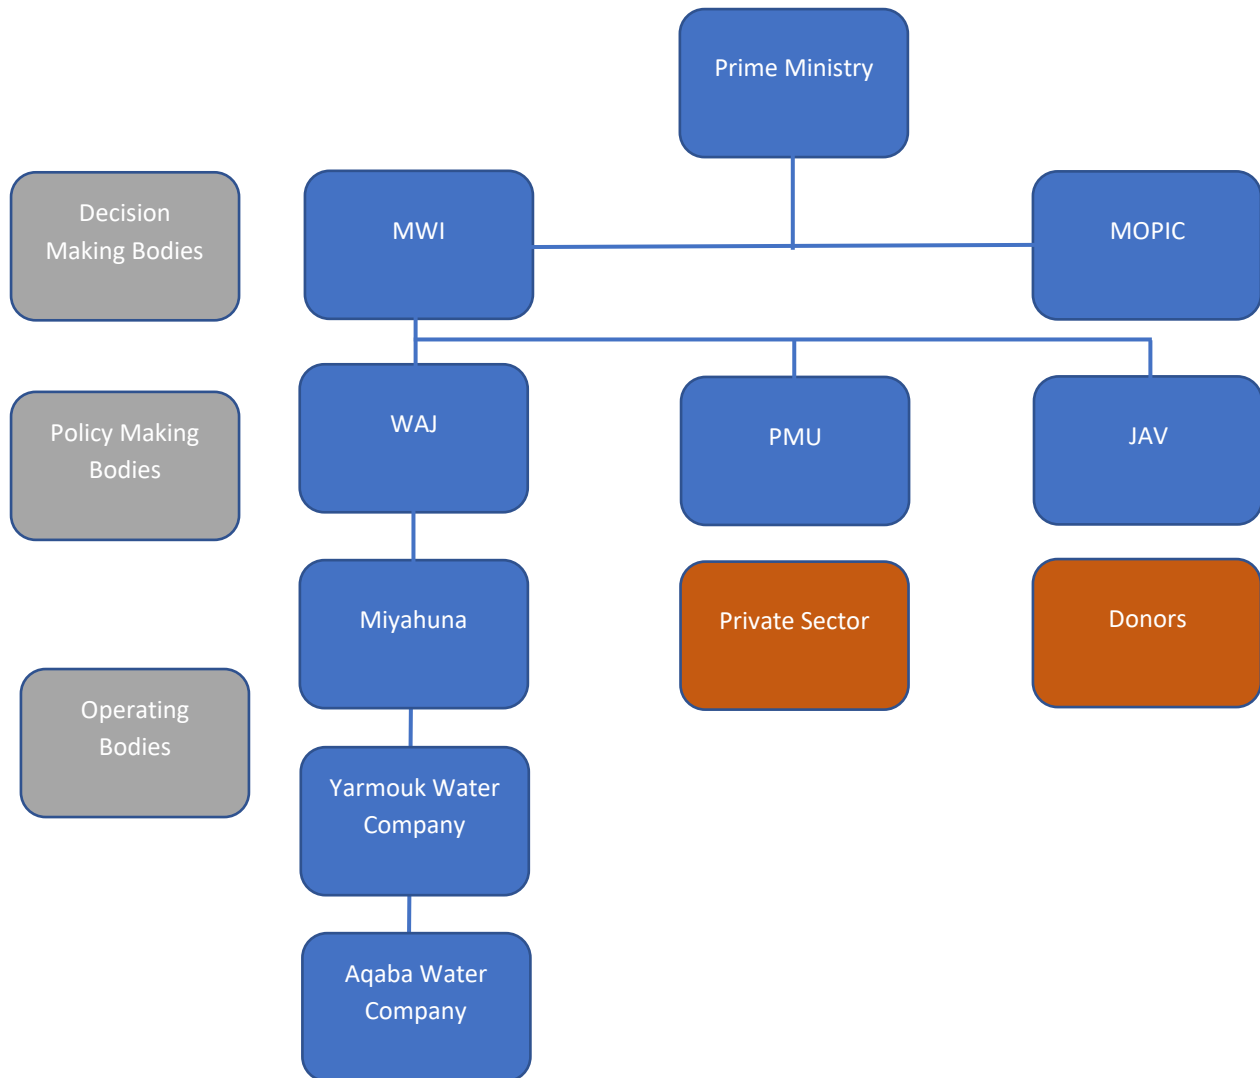 Prime Ministry
Decision
Making Bodies
MWI
MOPIC
Policy Making
Bodies
WAJ
PMU
JAV
Miyahuna
Private Sector
Donors
Operating
Bodies
Yarmouk Water
Company
Aqaba Water
Company